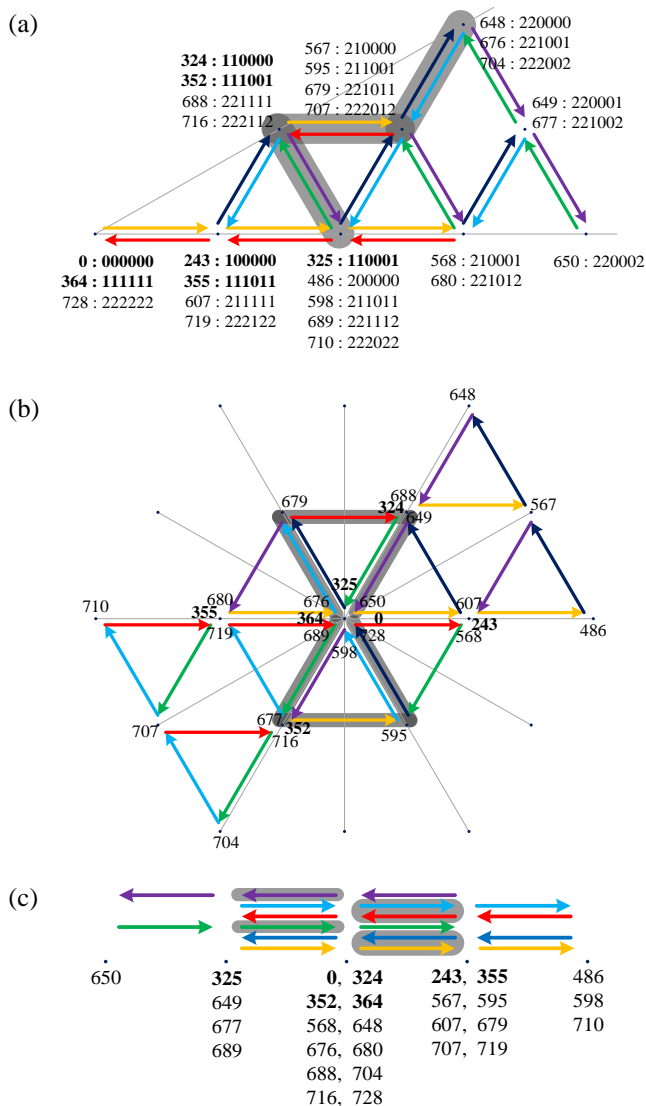 (a)
324 : 110000
352 : 111001
688 : 221111
716 : 222112
567 : 210000
595 : 211001
679 : 221011
707 : 222012
648 : 220000
676 : 221001
704 : 222002
649 : 220001
677 : 221002
0 : 000000
364 : 111111
728 : 222222
243 : 100000
355 : 111011
607 : 211111
719 : 222122
325 : 110001
486 : 200000
598 : 211011
689 : 221112
710 : 222022
568 : 210001
680 : 221012
650 : 220002
(b)
648
679
688
324
649
567
325
710
680
355
719
676
364
689
598
650
0
728
607
243
568
486
707
677
352
716
595
704
(c)
650
325
649
677
689
0, 324
352, 364
568, 648
676, 680
688, 704
716, 728
243, 355
567, 595
607, 679
707, 719
486
598
710